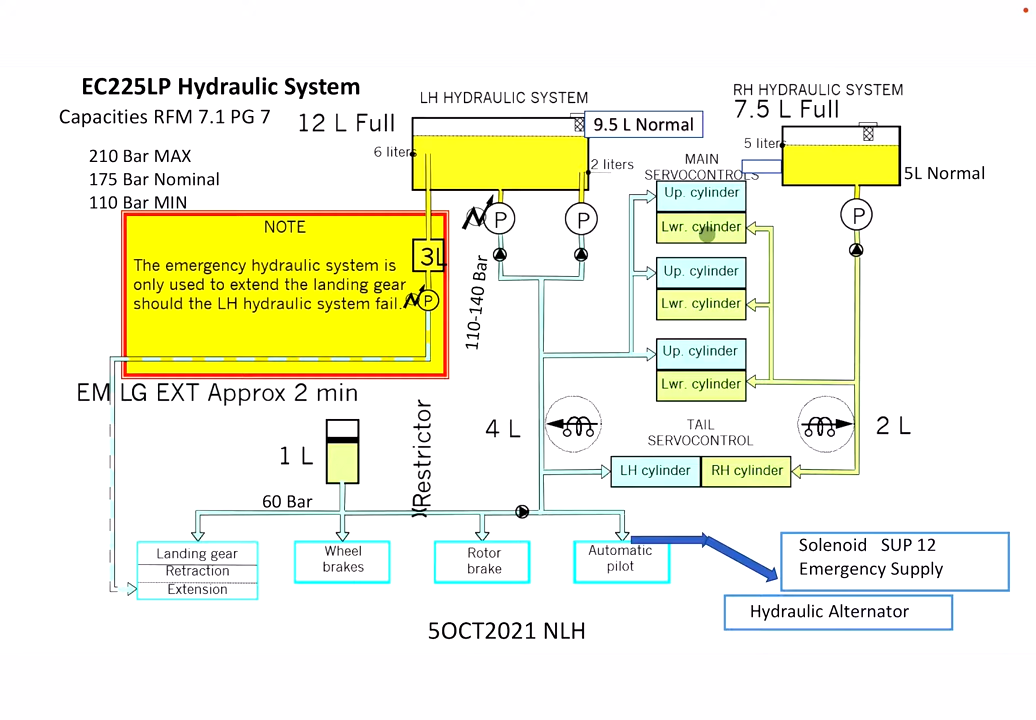 EC225LP Hydraulic System
Capacities RFM 7.1 PG 7
210 Bar MAX
175 Bar Nominal
110 Bar MIN
LH HYDRAULIC SYSTEM
12 L Full
9.5 L Normal
6 liters
2 liters
RH HYDRAULIC SYSTEM
7.5 L Full
5 liters
5L Normal
MAIN
SERVOCONTROLS
Up. cylinder
Lwr. cylinder
Up. cylinder
Lwr. cylinder
Up. cylinder
Lwr. cylinder
P
P
P
NOTE
The emergency hydraulic system is
only used to extend the landing gear
should the LH hydraulic system fail.
3L
P
110-140 Bar
EM LG EXT Approx 2 min
Restrictor
4 L
2 L
TAIL
SERVOCONTROL
LH cylinder
RH cylinder
1 L
60 Bar
Landing gear
Retraction
Extension
Wheel
brakes
Rotor
brake
Automatic
pilot
Solenoid SUP 12
Emergency Supply
Hydraulic Alternator
5OCT2021 NLH